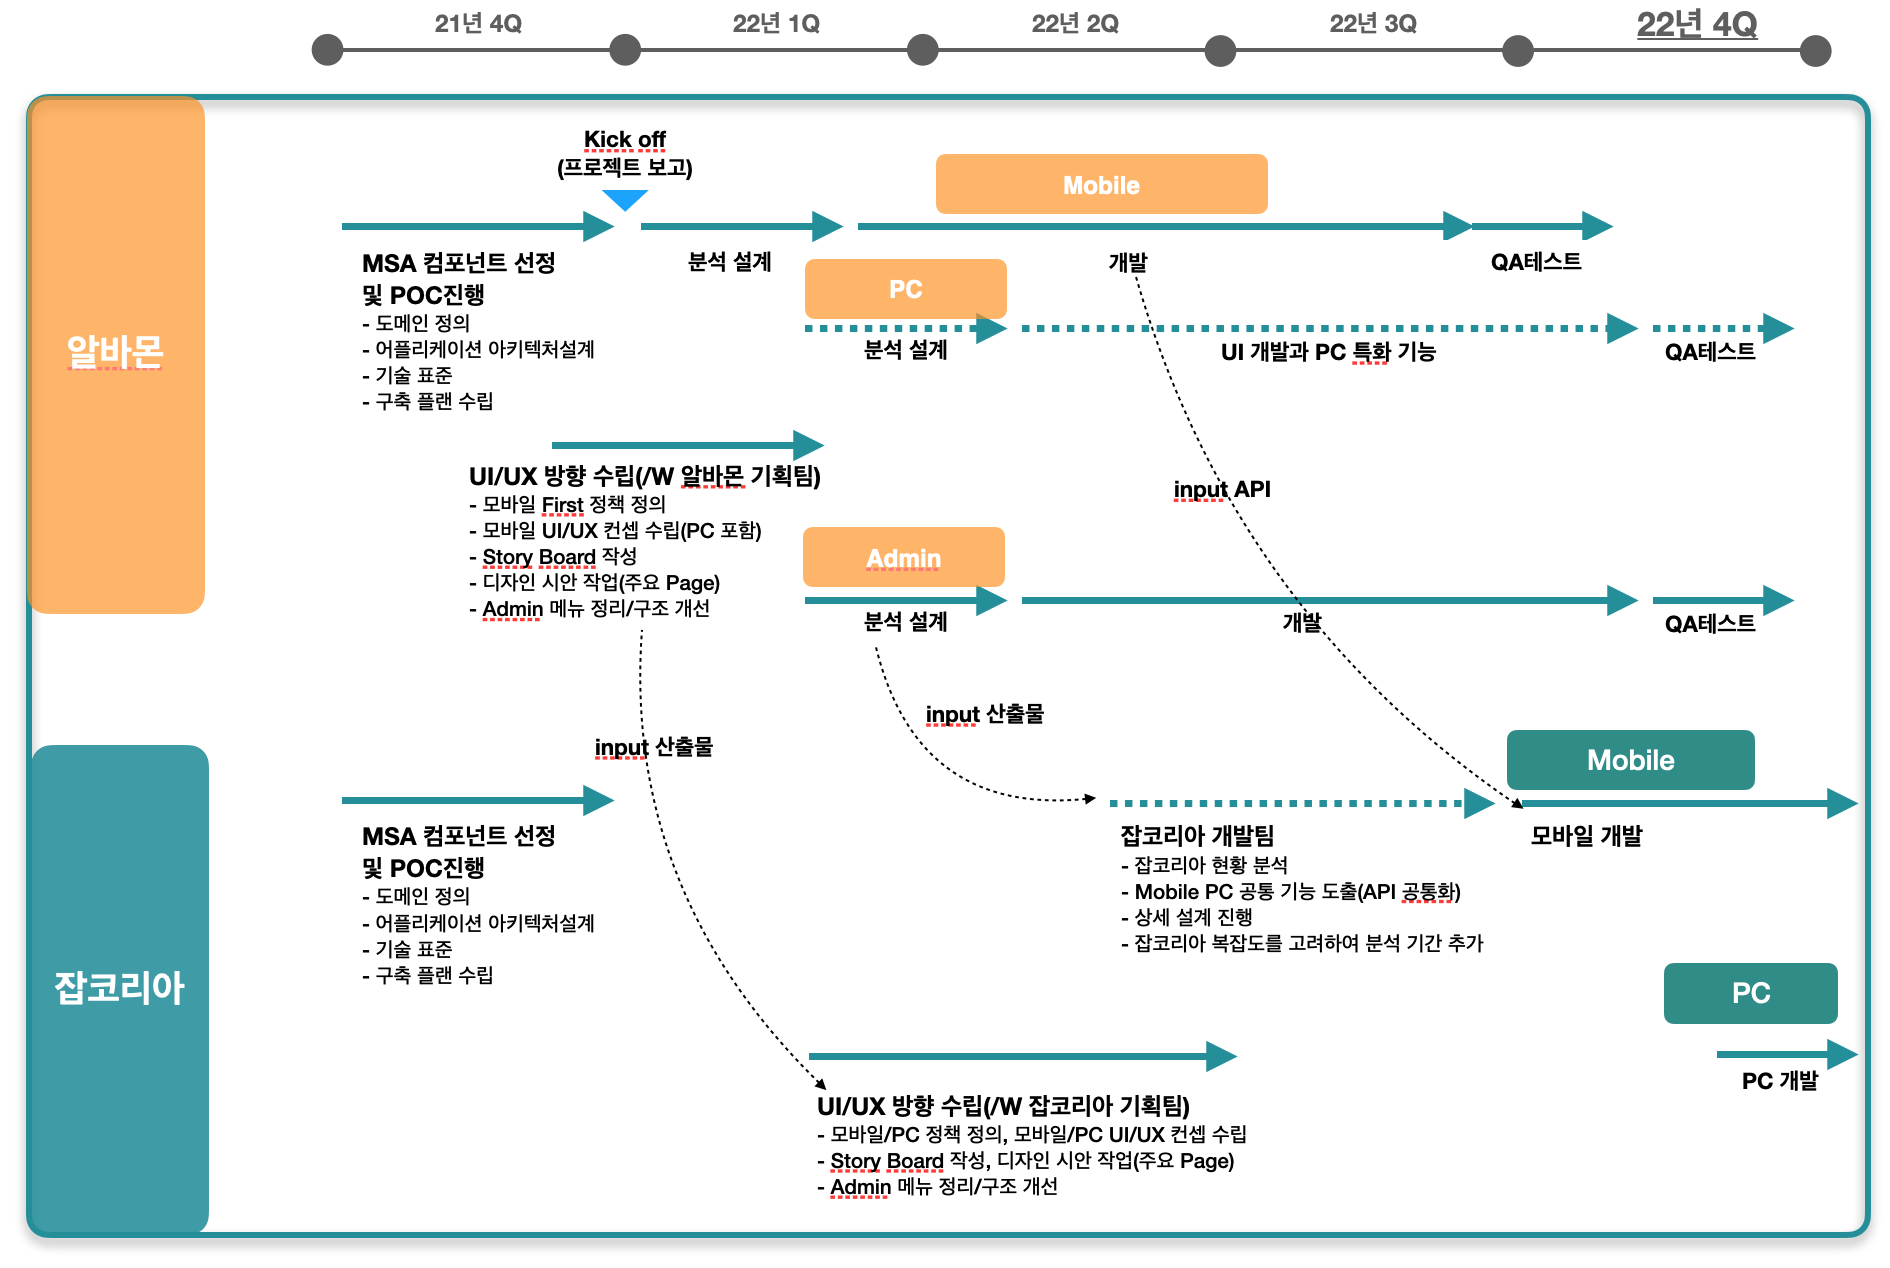 21년 4Q
22년 1Q
22년 2Q
22년 3Q
22년 4Q
알바몬
Kick off
(프로젝트 보고)
Mobile
MSA 컴포넌트 선정
및 POC진행
- 도메인 정의
- 어플리케이션 아키텍처설계
- 기술 표준
- 구축 플랜 수립
분석 설계
개발
QA테스트
PC
분석 설계
UI 개발과 PC 특화 기능
QA테스트
UI/UX 방향 수립(/W 알바몬 기획팀)
- 모바일 First 정책 정의
- 모바일 UI/UX 컨셉 수립(PC 포함)
- Story Board 작성
- 디자인 시안 작업(주요 Page)
- Admin 메뉴 정리/구조 개선
input API
Admin
분석 설계
개발
QA테스트
input 산출물
input 산출물
잡코리아
MSA 컴포넌트 선정
및 POC진행
- 도메인 정의
- 어플리케이션 아키텍처설계
- 기술 표준
- 구축 플랜 수립
잡코리아 개발팀
- 잡코리아 현황 분석
- Mobile PC 공통 기능 도출(API 공통화)
- 상세 설계 진행
- 잡코리아 복잡도를 고려하여 분석 기간 추가
Mobile
모바일 개발
PC
PC 개발
UI/UX 방향 수립(/W 잡코리아 기획팀)
- 모바일/PC 정책 정의, 모바일/PC UI/UX 컨셉 수립
- Story Board 작성, 디자인 시안 작업(주요 Page)
- Admin 메뉴 정리/구조 개선